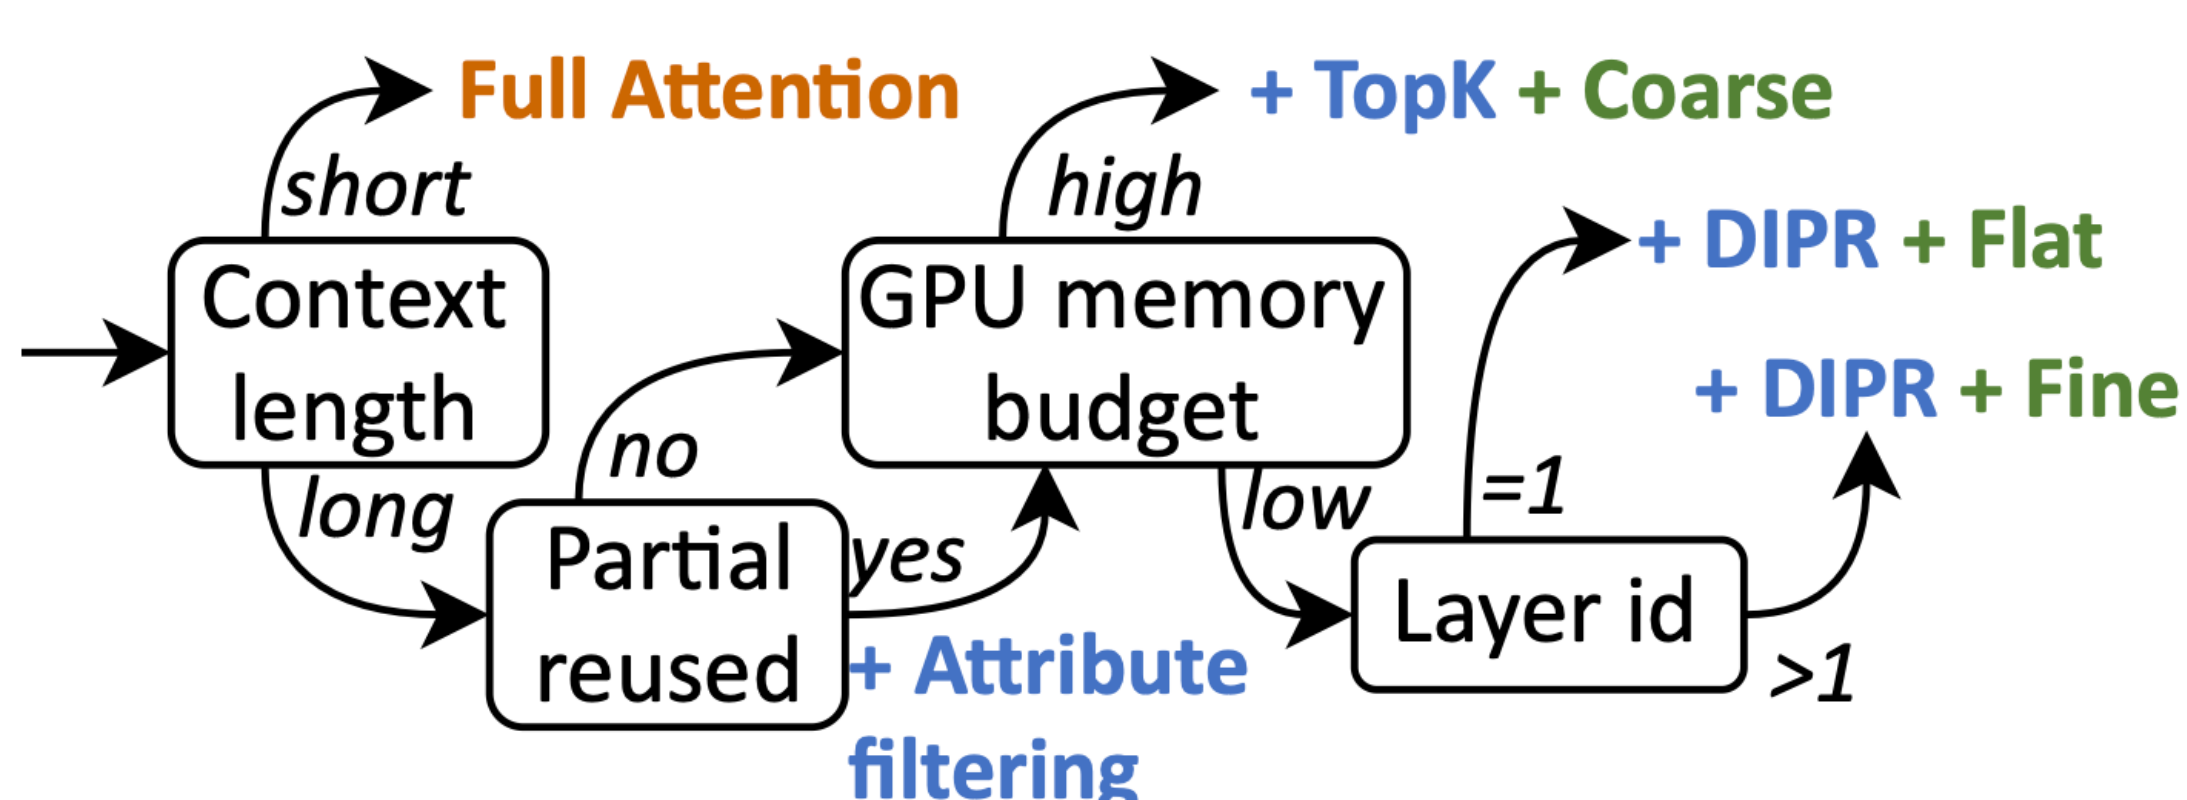 Full Attention
+ TopK + Coarse
short
high
Context
length
GPU memory
budget
+ DIPR + Flat
+ DIPR + Fine
no
long
low
=1
Partial
reused
yes
+ Attribute
filtering
Layer id
>1